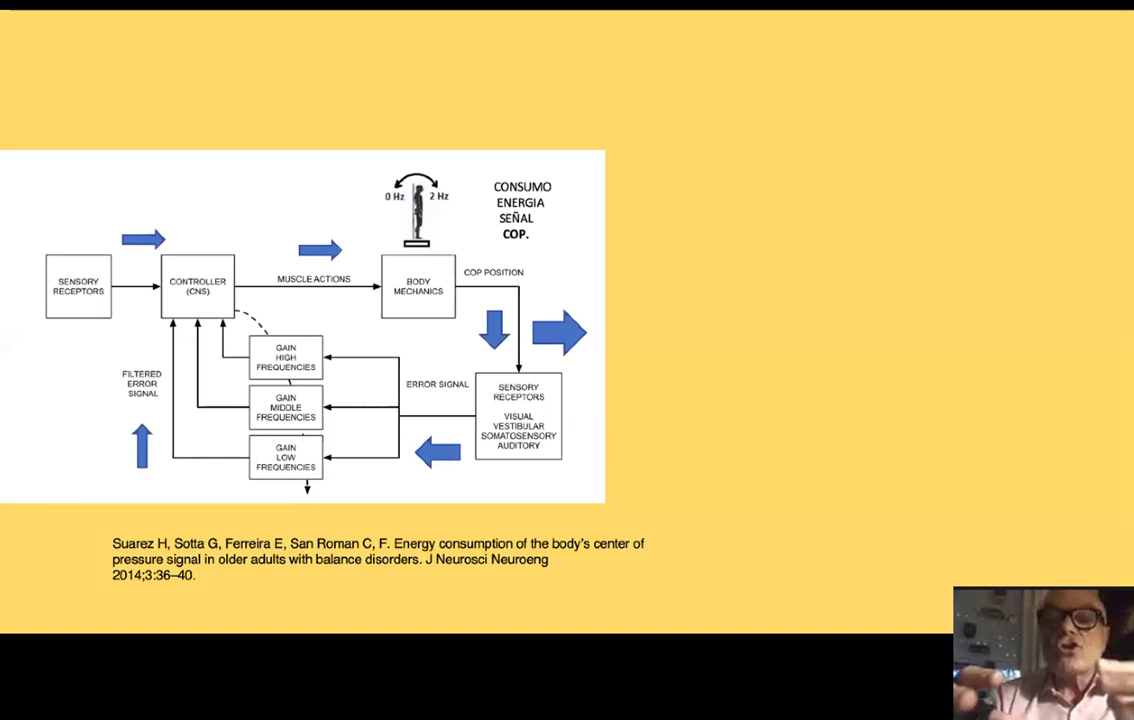 0 Hz
2 Hz
CONSUMO
ENERGIA
SEÑAL
COP.
SENSORY
RECEPTORS
CONTROLLER
(CNS)
MUSCLE ACTIONS
BODY
MECHANICS
COP POSITION
GAIN
HIGH
FREQUENCIES
FILTERED
ERROR
SIGNAL
GAIN
MIDDLE
FREQUENCIES
ERROR SIGNAL
SENSORY
RECEPTORS
VISUAL
VESTIBULAR
SOMATOSENSORY
AUDITORY
GAIN
LOW
FREQUENCIES
Suarez H, Sotta G, Ferreira E, San Roman C, F. Energy consumption of the body's center of
pressure signal in older adults with balance disorders. J Neurosci Neuroeng
2014;3:36–40.